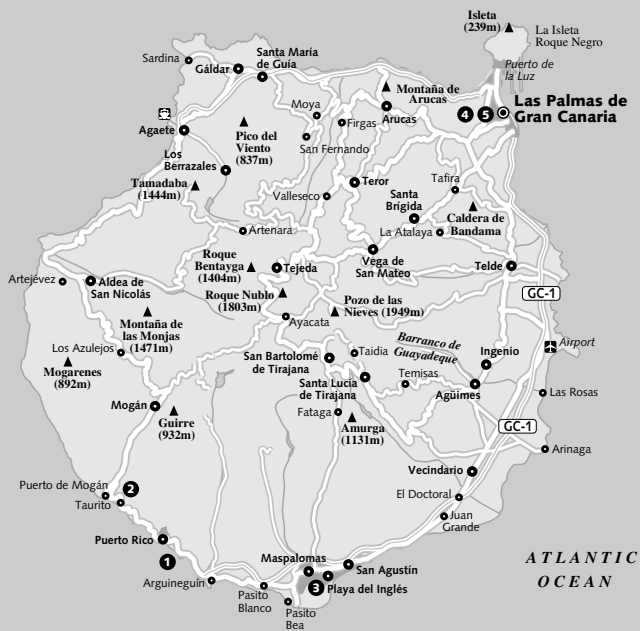 Isleta
(239m)
La Isleta
Roque Negro
Puerto de
la Luz
Sardina
Gáldar
Santa María
de Guía
Montaña de
Arucas
Moya
Firgas
Arucas
4 5
Las Palmas de
Gran Canaria
Agaete
Pico del
Viento
(837m)
San Fernando
Los
Berrazales
Tamadaba
(1444m)
Valleseco
Teror
Tafira
Santa
Brígida
Caldera de
Bandama
La Atalaya
Artenara
Roque
Bentayga
(1404m)
Tejeda
Vega de
San Mateo
Telde
Artejévez
Aldea de
San Nicolás
Roque Nublo
(1803m)
Pozo de las
Nieves (1949m)
GC-1
Montaña de
las Monjas
(1471m)
Ayacata
Los Azulejos
Mogarenes
(892m)
San Bartolomé
de Tirajana
Taidia
Barranco de
Guayadeque
Ingenio
Airport
Santa Lucía
de Tirajana
Temisas
Agüimes
Las Rosas
Mogán
Guirre
(932m)
Fataga
Amurga
(1131m)
GC-1
Arinaga
Vecindario
Puerto de Mogán
2
Taurito
El Doctoral
Juan
Grande
Puerto Rico
1
Maspalomas
San Agustín
Arguineguín
3
Playa del Inglés
Pasito
Blanco
Pasito
Bea
ATLANTIC
OCEAN